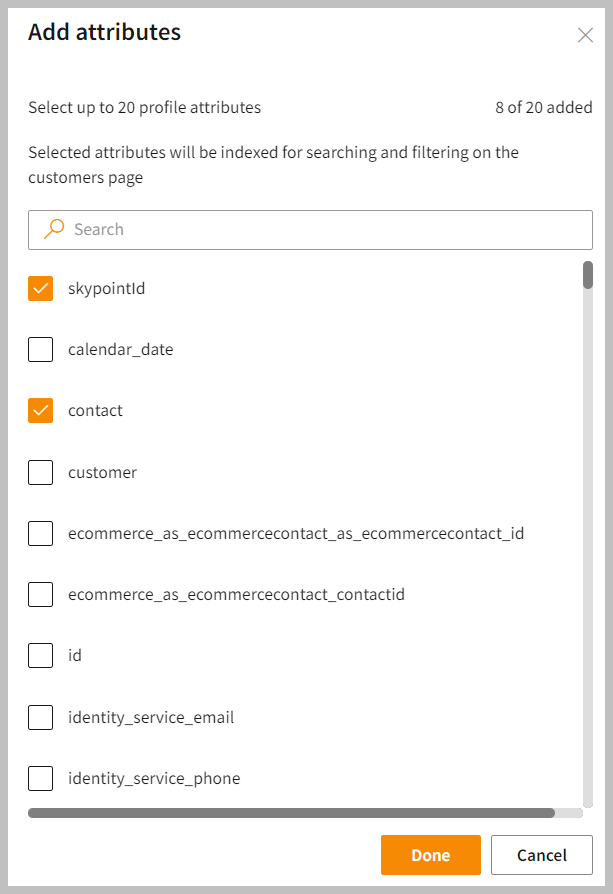 Add attributes
Select up to 20 profile attributes
8 of 20 added
Selected attributes will be indexed for searching and filtering on the
customers page
Search
skypointId
calendar_date
contact
customer
ecommerce_as_ecommercecontact_as_ecommercecontact_id
ecommerce_as_ecommercecontact_contactid
id
identity_service_email
identity_service_phone
Done
Cancel